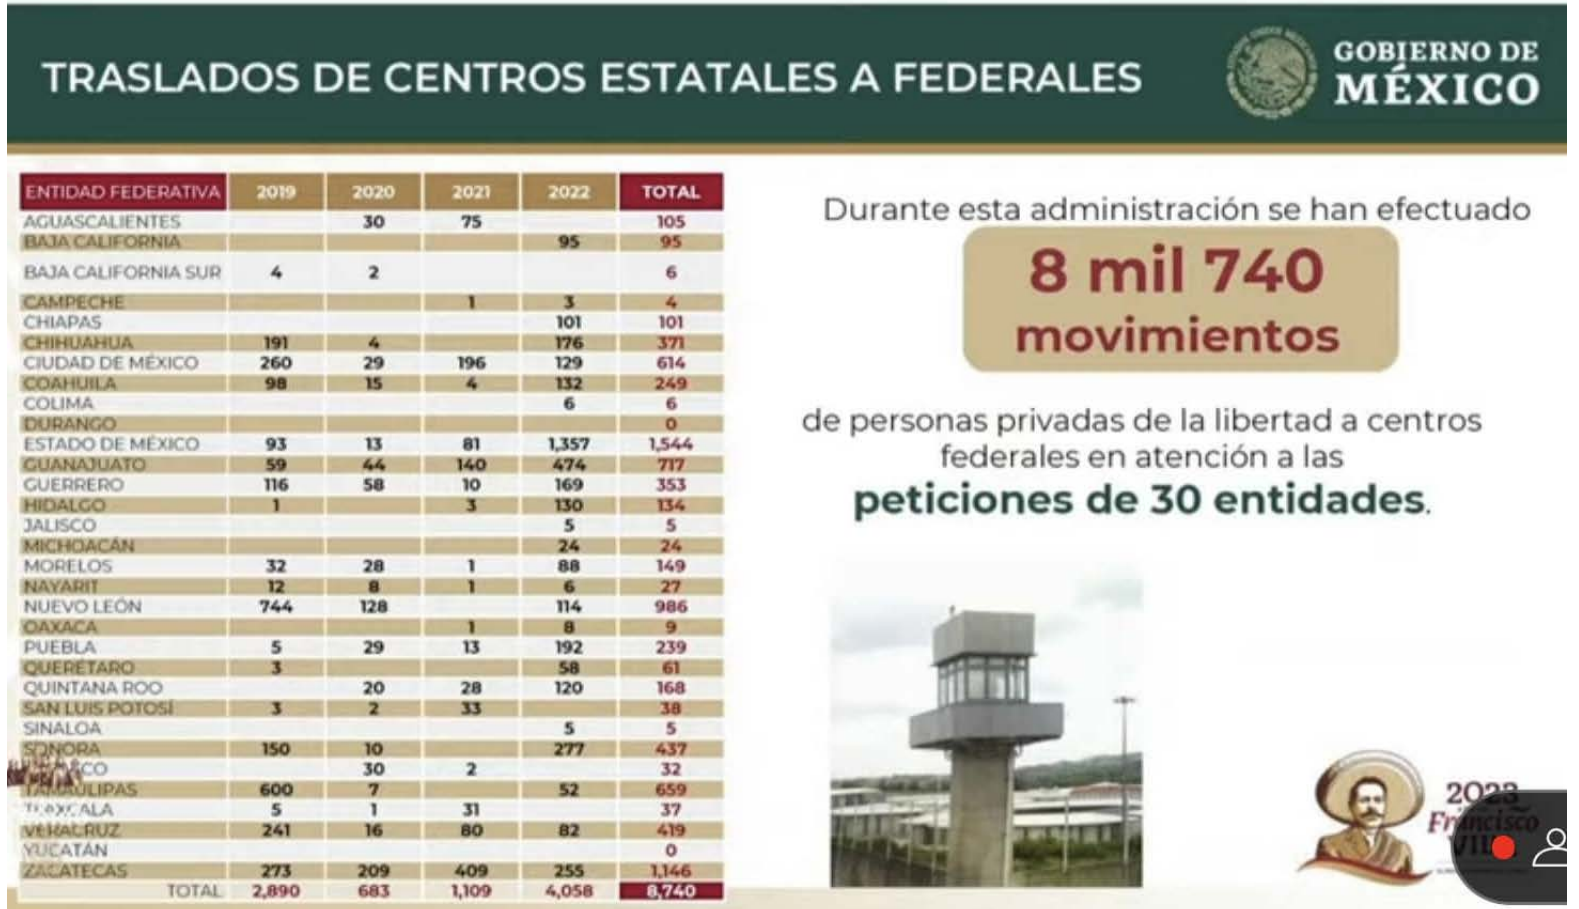 TRASLADOS DE CENTROS ESTATALES A FEDERALES
GOBIERNO DE
MÉXICO
ENTIDAD FEDERATIVA 2019 2020 2021 2022 TOTAL
AGUASCALIENTES 30 75 105
BAJA CALIFORNIA 95 95
BAJA CALIFORNIA SUR 4 2 6
CAMPECHE 1 3 4
CHIAPAS 101 101
CHIHUAHUA 191 4 176 371
CIUDAD DE MÉXICO 260 29 196 129 614
COAHUILA 98 15 4 132 249
COLIMA 6 6
DURANGO 0
ESTADO DE MÉXICO 93 13 81 1,357 1,544
GUANAJUATO 59 44 140 474 717
GUERRERO 116 58 10 169 353
HIDALGO 1 3 130 134
JALISCO 5 5
MICHOACÁN 24 24
MORELOS 32 28 1 88 149
NAYARIT 12 8 1 6 27
NUEVO LEÓN 744 128 114 986
OAXACA 1 8 9
PUEBLA 5 29 13 192 239
QUERÉTARO 3 58 61
QUINTANA ROO 20 28 120 168
SAN LUIS POTOSÍ 3 2 33 38
SINALOA 5 5
SONORA 150 10 277 437
30 2 32
TAMAULIPAS 600 7 52 659
TLAXCALA 5 1 31 37
VERACRUZ 241 16 80 82 419
YUCATÁN 0
ZACATECAS 273 209 409 255 1,146
TOTAL 2,890 683 1,109 4,058 8,740
Durante esta administración se han efectuado
8 mil 740
movimientos
de personas privadas de la libertad a centros
federales en atención a las
peticiones de 30 entidades.
2023
Francisco
VILLA